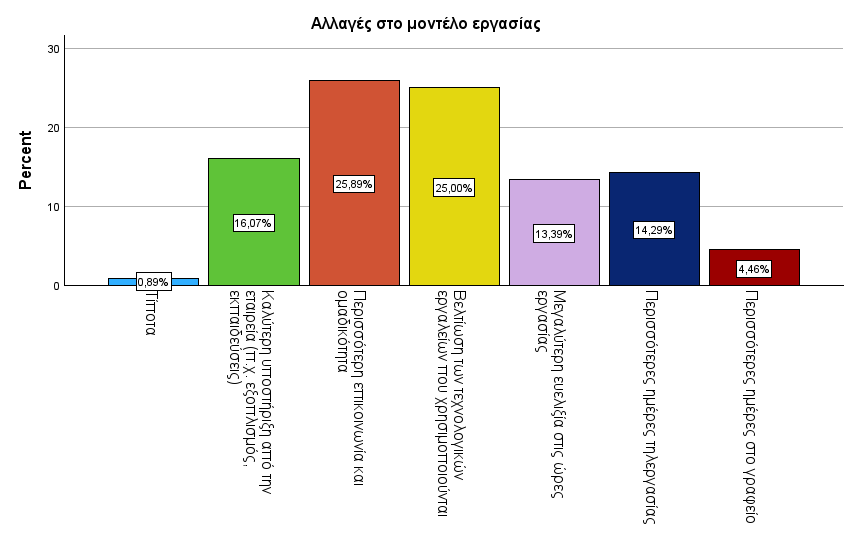 Αλλαγές στο μοντέλο εργασίας
Percent
30
20
10
0
0,89%
16,07%
25,89%
25,00%
13,39%
14,29%
4,46%
Τίποτα
Καλύτερη υποστήριξη από την
εταιρεία (π.χ. εξοπλισμός,
εκπαιδεύσεις)
Περισσότερη επικοινωνία και
ομαδικότητα
Βελτίωση των τεχνολογικών
εργαλείων που χρησιμοποιούνται
Μεγαλύτερη ευελιξία στις ώρες
εργασίας
Περισσότερες ημέρες τηλεργασίας
Περισσότερες ημέρες στο γραφείο